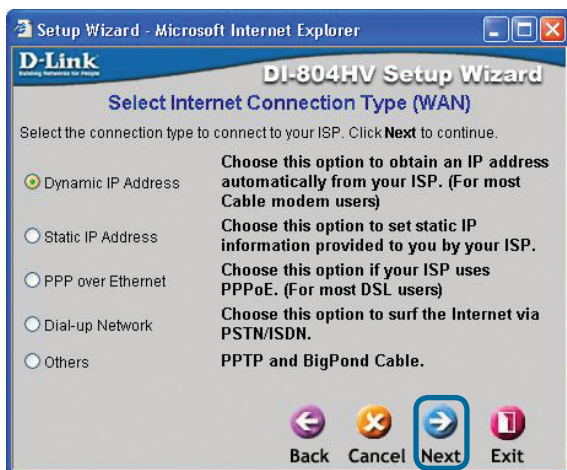 Setup Wizard - Microsoft Internet Explorer
D-Link
Building Networks for People
DI-804HV Setup Wizard
Select Internet Connection Type (WAN)
Select the connection type to connect to your ISP. Click Next to continue.
Dynamic IP Address
Choose this option to obtain an IP address
automatically from your ISP. (For most
Cable modem users)
Static IP Address
Choose this option to set static IP
information provided to you by your ISP.
PPP over Ethernet
Choose this option if your ISP uses
PPPoE. (For most DSL users)
Dial-up Network
Choose this option to surf the Internet via
PSTN/ISDN.
Others
PPTP and BigPond Cable.
Back Cancel Next Exit